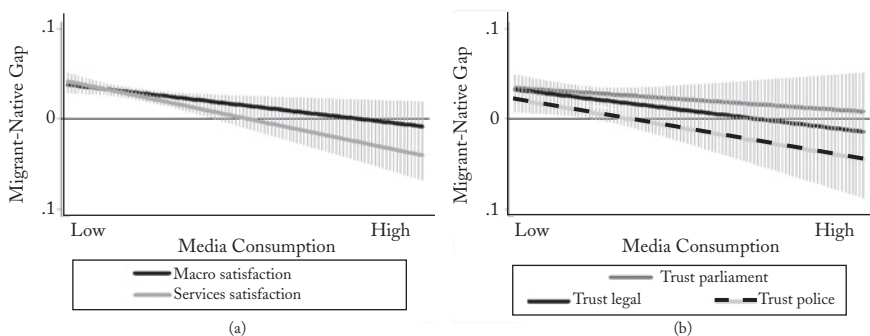 .1
0
.1
Migrant-Native Gap
Low
High
Media Consumption
Macro satisfaction
Services satisfaction
(a)
.1
0
.1
Migrant-Native Gap
Low
High
Media Consumption
Trust parliament
Trust legal
Trust police
(b)